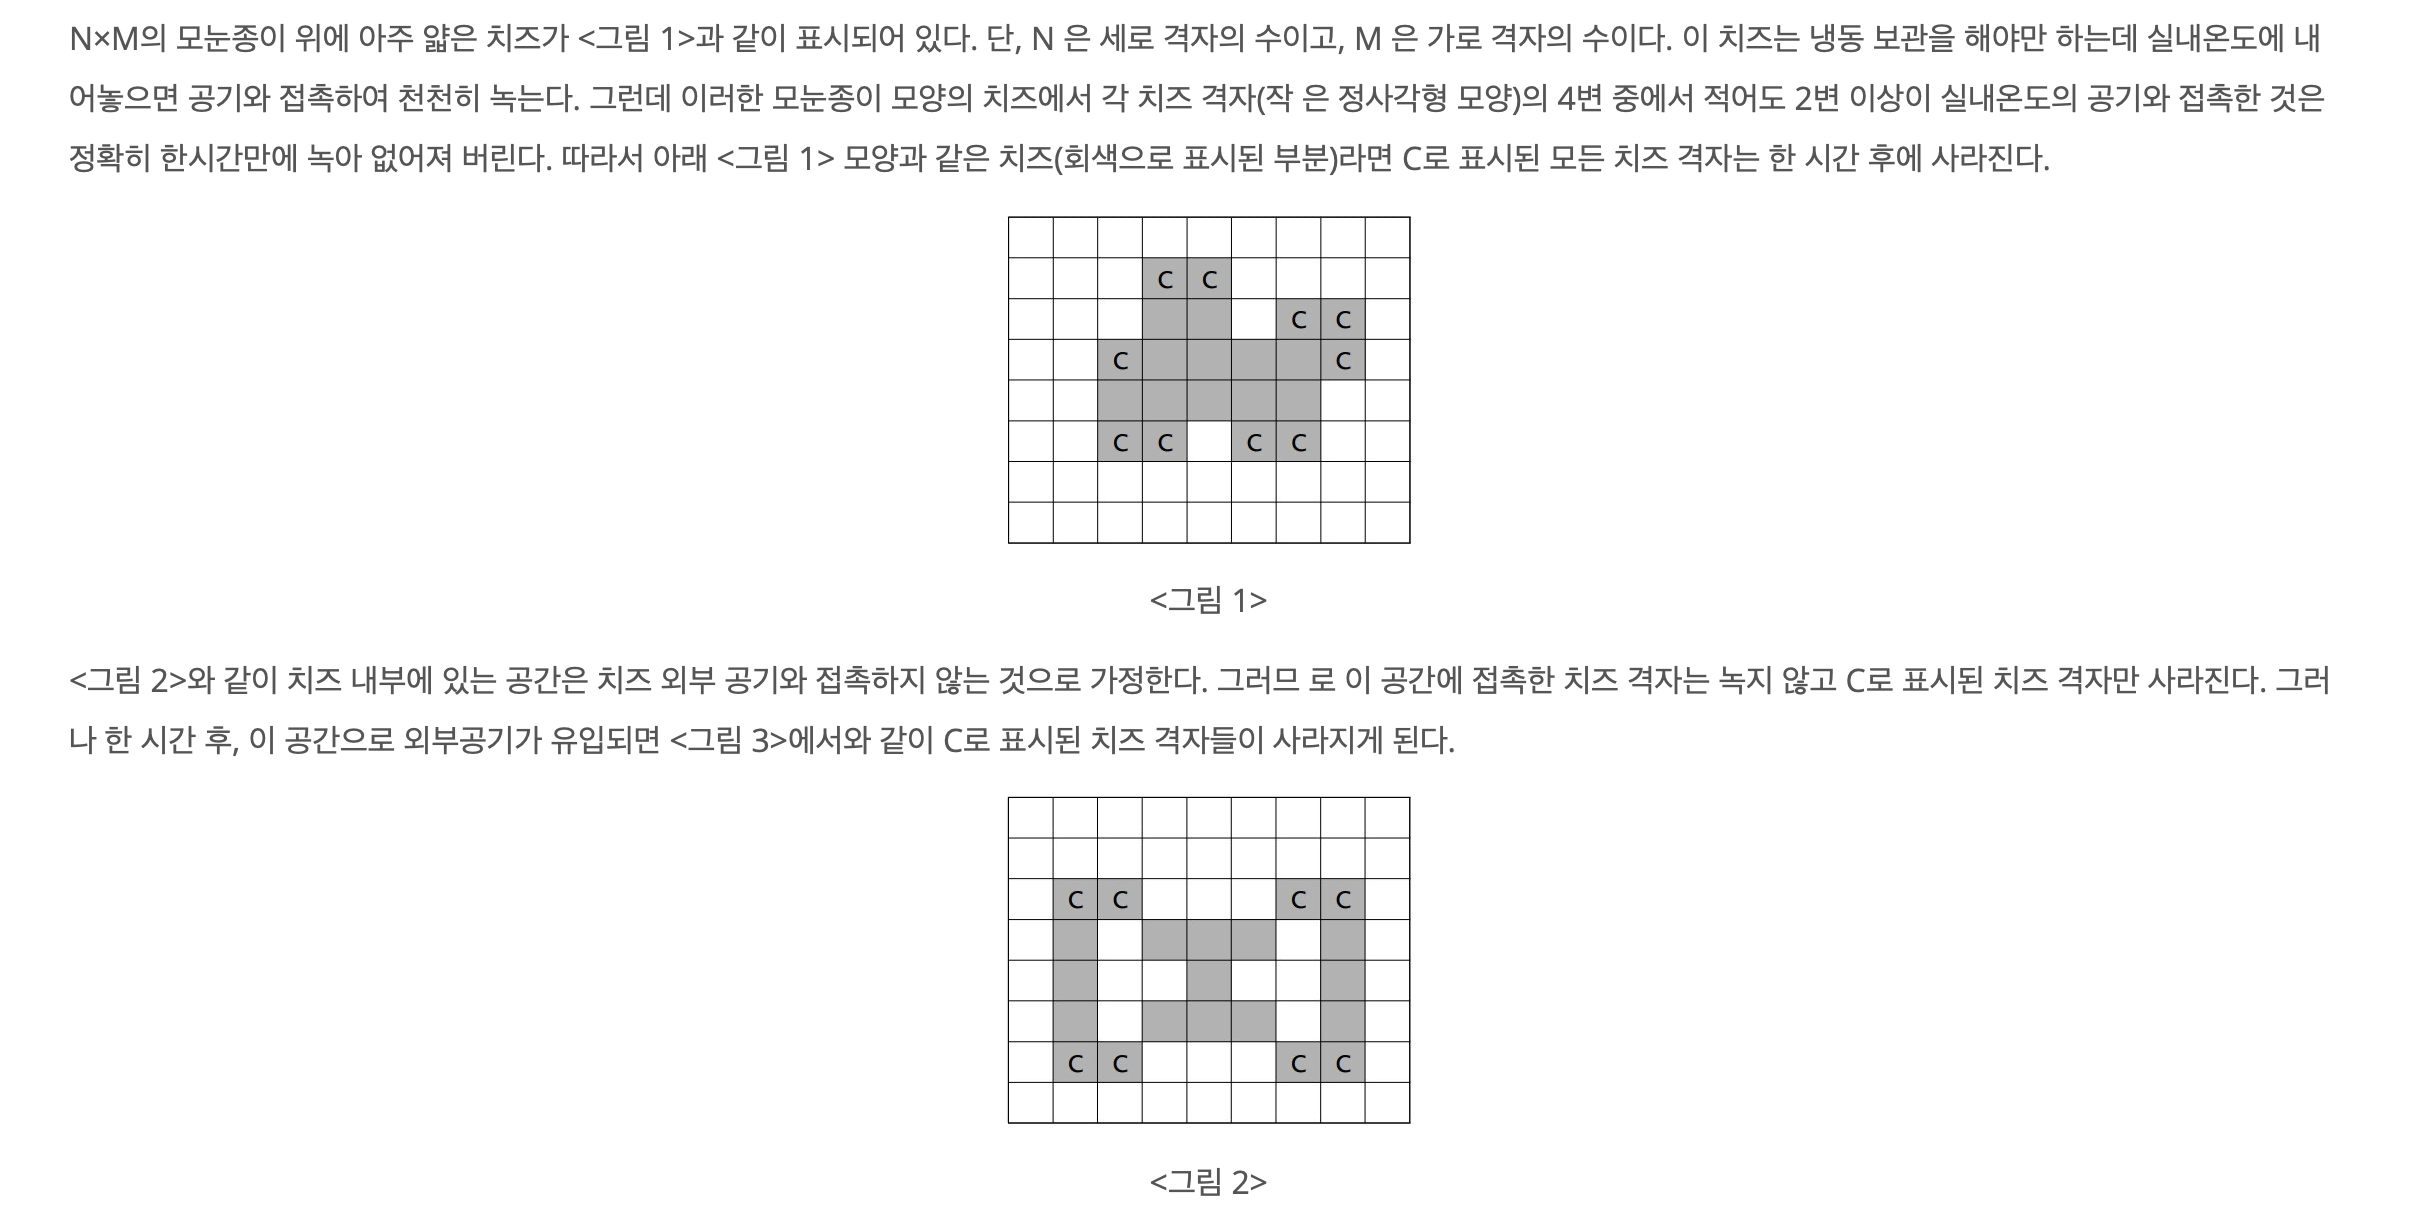 N×M의 모눈종이 위에 아주 얇은 치즈가 <그림 1>과 같이 표시되어 있다. 단, N 은 세로 격자의 수이고, M 은 가로 격자의 수이다. 이 치즈는 냉동 보관을 해야만 하는데 실내온도에 내
어놓으면 공기와 접촉하여 천천히 녹는다. 그런데 이러한 모눈종이 모양의 치즈에서 각 치즈 격자(작 은 정사각형 모양)의 4변 중에서 적어도 2변 이상이 실내온도의 공기와 접촉한 것은
정확히 한시간만에 녹아 없어져 버린다. 따라서 아래 <그림 1> 모양과 같은 치즈(회색으로 표시된 부분)라면 C로 표시된 모든 치즈 격자는 한 시간 후에 사라진다.
C C
C C
C C
C C C C
<그림 1>
<그림 2>와 같이 치즈 내부에 있는 공간은 치즈 외부 공기와 접촉하지 않는 것으로 가정한다. 그러므 로 이 공간에 접촉한 치즈 격자는 녹지 않고 C로 표시된 치즈 격자만 사라진다. 그러
나 한 시간 후, 이 공간으로 외부공기가 유입되면 <그림 3>에서와 같이 C로 표시된 치즈 격자들이 사라지게 된다.
C C C C
C C C C
<그림 2>